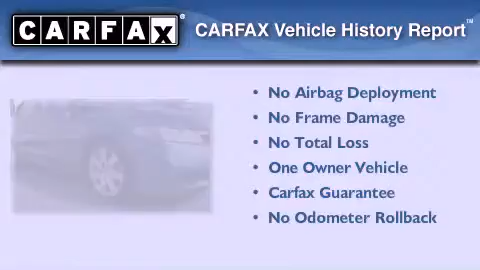 CARFAX®
CARFAX Vehicle History Report™
• No Airbag Deployment
• No Frame Damage
• No Total Loss
• One Owner Vehicle
• Carfax Guarantee
• No Odometer Rollback